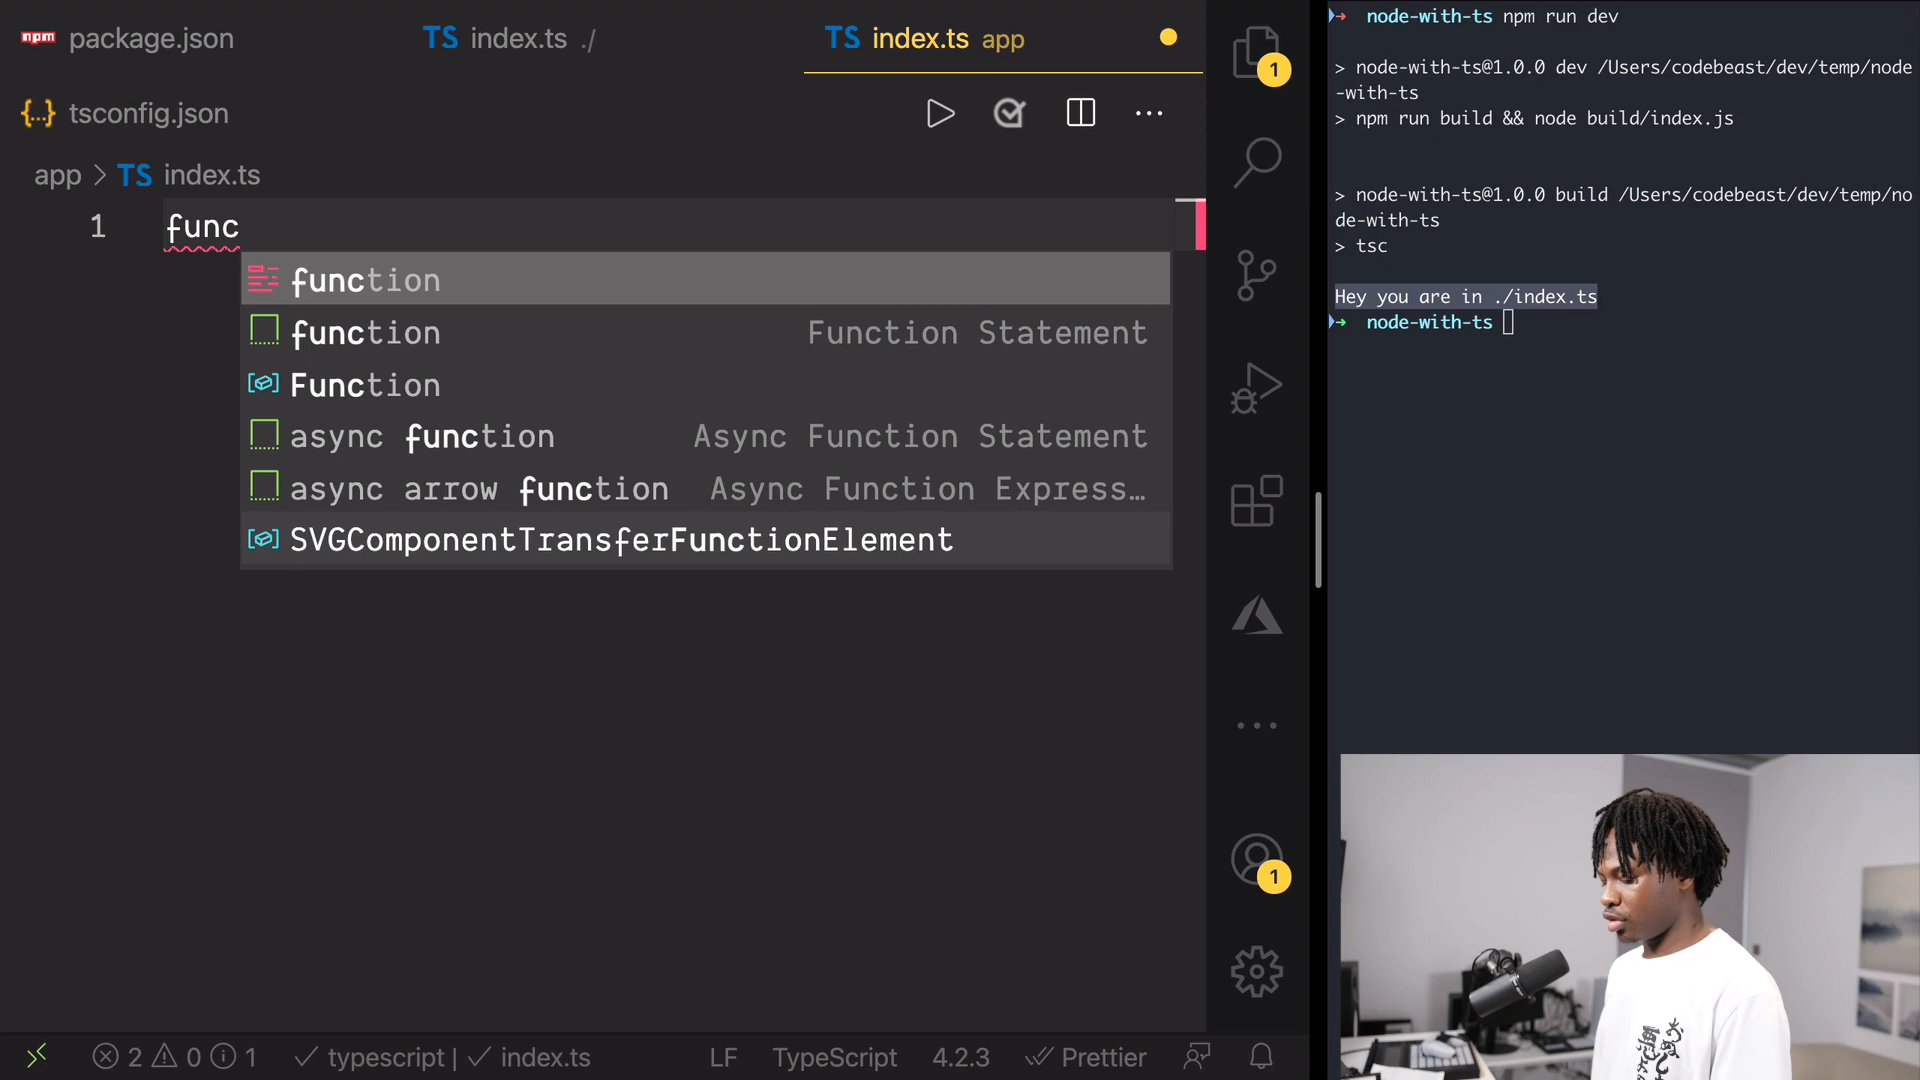 npm package.json
TS index.ts ./
TS index.ts app
{...} tsconfig.json
app > TS index.ts
1 func
function
function Function Statement
Function
async function Async Function Statement
async arrow function Async Function Express…
SVGComponentTransferFunctionElement
1
1
2 0 1 typescript | index.ts LF TypeScript 4.2.3 Prettier
node-with-ts npm run dev
> node-with-ts@1.0.0 dev /Users/codebeast/dev/temp/node
-with-ts
> npm run build && node build/index.js
> node-with-ts@1.0.0 build /Users/codebeast/dev/temp/no
de-with-ts
> tsc
Hey you are in ./index.ts
node-with-ts